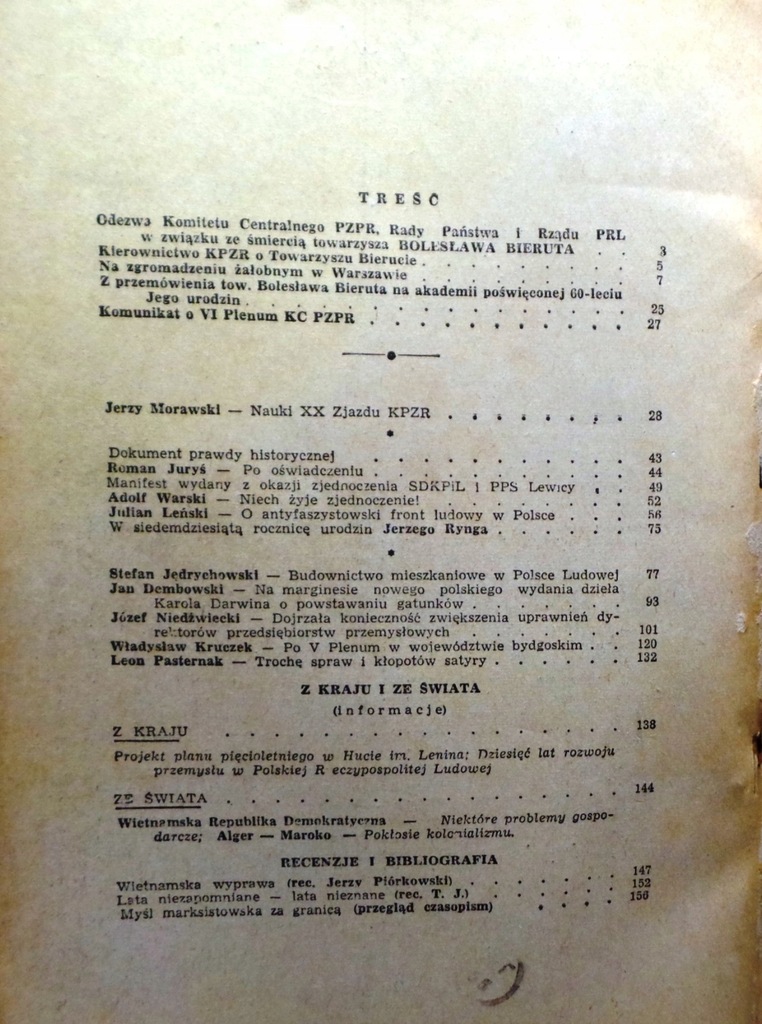 TREŚĆ
Odezwa Komitetu Centralnego PZPR, Rady Państwa i Rządu PRL
w związku ze śmiercią towarzysza BOLESŁAWA BIERUTA . . 3
Kierownictwo KPZR o Towarzyszu Bierucie . . . . . . . . 5
Na zgromadzeniu żałobnym w Warszawie . . . . . . . . 7
Z przemówienia tow. Bolesława Bieruta na akademii poświęconej 60-leciu
Jego urodzin . . . . . . . . . . . . . 25
Komunikat o VI Plenum KC PZPR . . . . . . . . . . 27
Jerzy Morawski — Nauki XX Zjazdu KPZR . . . . . . . . 28
*
Dokument prawdy historycznej . . . . . . . . . . . 43
Roman Juryś — Po oświadczeniu . . . . . . . . . . 44
Manifest wydany z okazji zjednoczenia SDKPiL i PPS Lewicy . . 49
Adolf Warski — Niech żyje zjednoczenie! . . . . . . . . 52
Julian Leński — O antyfaszystowski front ludowy w Polsce . . . 56
W siedemdziesiątą rocznicę urodzin Jerzego Rynga . . . . . . 75
*
Stefan Jędrychowski — Budownictwo mieszkaniowe w Polsce Ludowej 77
Jan Dembowski — Na marginesie nowego polskiego wydania dzieła
Karola Darwina o powstawaniu gatunków . . . . . . . 93
Józef Niedźwiecki — Dojrzała konieczność zwiększenia uprawnień dy-
rektorów przedsiębiorstw przemysłowych . . . . . . . 101
Władysław Kruczek — Po V Plenum w województwie bydgoskim . . 120
Leon Pasternak — Trochę spraw i kłopotów satyry . . . . . . 132
Z KRAJU I ZE ŚWIATA
(informacje)
Z KRAJU . . . . . . . . . . . . . . . . . 138
Projekt planu pięcioletniego w Hucie im. Lenina; Dziesięć lat rozwoju
przemysłu w Polskiej R eczypospolitej Ludowej
ZE ŚWIATA . . . . . . . . . . . . . . . . 144
Wietnamska Republika Demokratyczna — Niektóre problemy gospo-
darcze; Alger — Maroko — Pokłosie kolonializmu.
RECENZJE I BIBLIOGRAFIA
Wietnamska wyprawa (rec. Jerzy Piórkowski) . . . . . . . 147
Lata niezapomniane — lata nieznane (rec. T. J.) . . . . . . 152
Myśl marksistowska za granicą (przegląd czasopism) . . . . 156